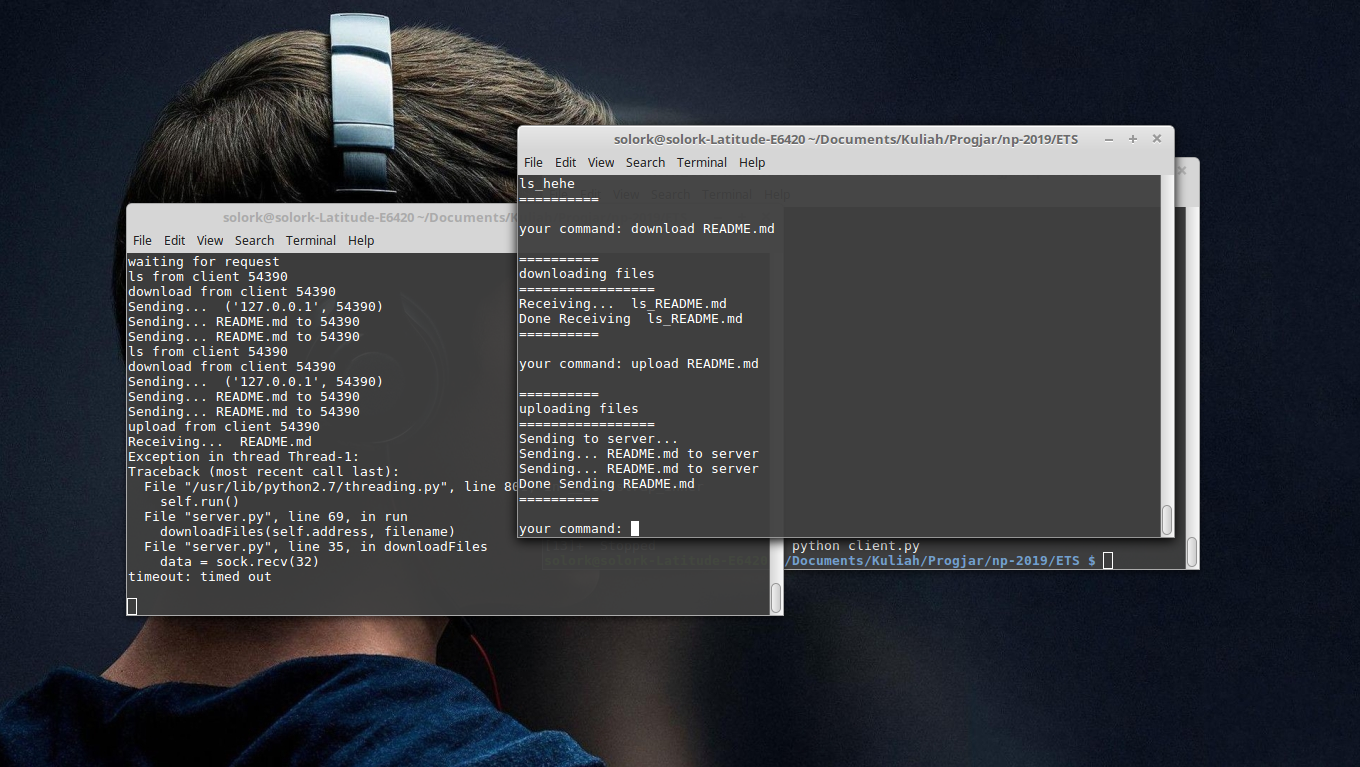 solork@solork-Latitude-E6420 ~/Documents/K
File Edit View Search Terminal Help
waiting for request
ls from client 54390
download from client 54390
Sending...  ('127.0.0.1', 54390)
Sending... README.md to 54390
Sending... README.md to 54390
ls from client 54390
download from client 54390
Sending...  ('127.0.0.1', 54390)
Sending... README.md to 54390
Sending... README.md to 54390
upload from client 54390
Receiving...  README.md
Exception in thread Thread-1:
Traceback (most recent call last):
  File "/usr/lib/python2.7/threading.py", line 80
    self.run()
  File "server.py", line 69, in run
    downloadFiles(self.address, filename)
  File "server.py", line 35, in downloadFiles
    data = sock.recv(32)
timeout: timed out
solork@solork-Latitude-E6420 ~/Documents/Kuliah/Progjar/np-2019/ETS
File Edit View Search Terminal Help
ls_hehe
==========
your command: download README.md
==========
downloading files
=================
Receiving...  ls_README.md
Done Receiving  ls_README.md
==========
your command: upload README.md
==========
uploading files
=================
Sending to server...
Sending... README.md to server
Sending... README.md to server
Done Sending README.md
==========
your command:
View Search Terminal Help
python client.py
/Documents/Kuliah/Progjar/np-2019/ETS $